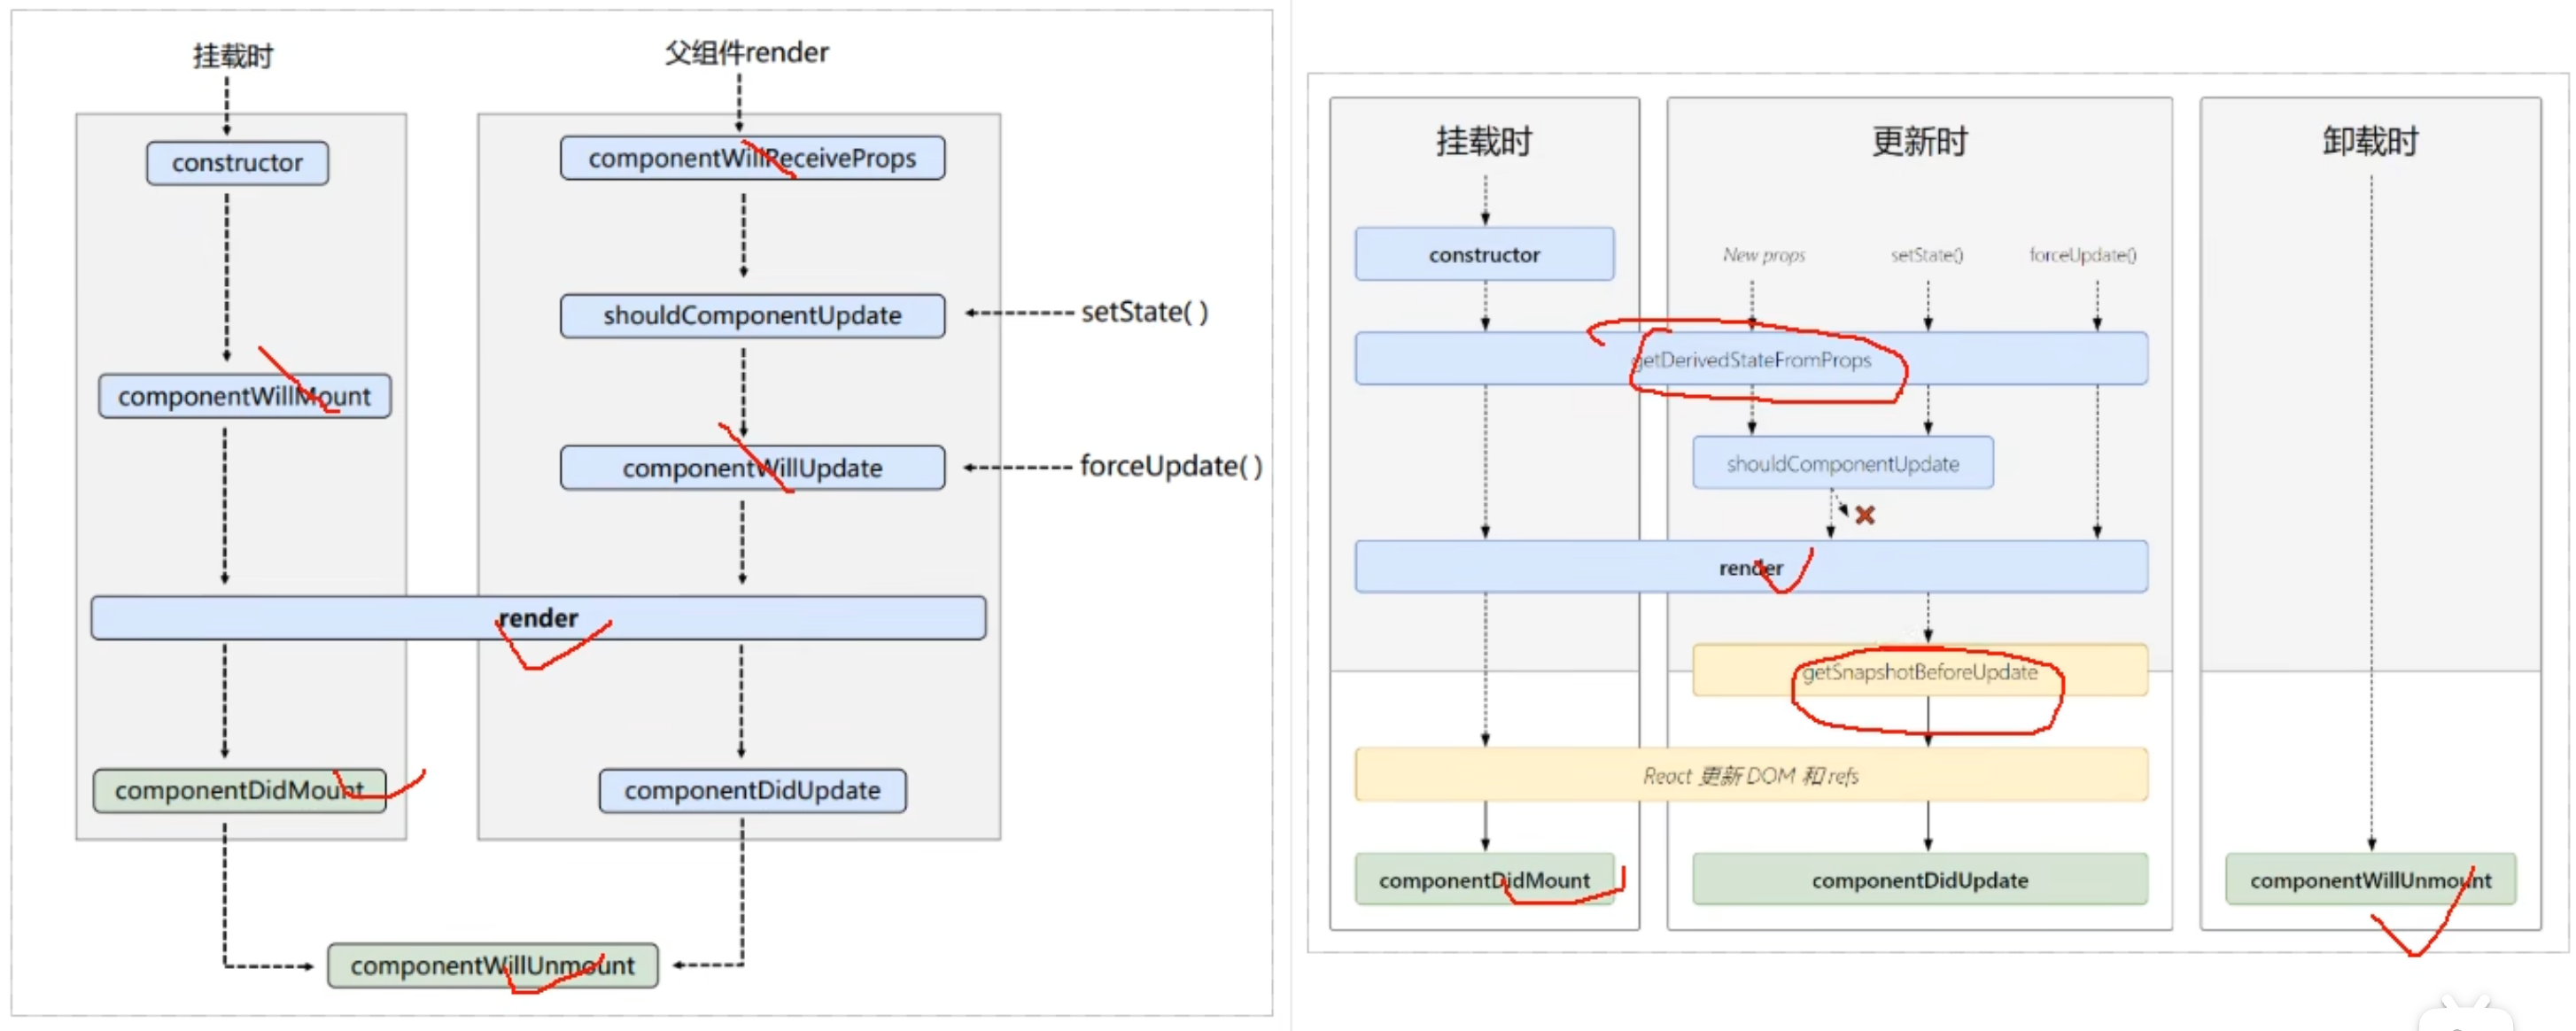 挂载时
constructor
componentWillMount
父组件render
componentWillReceiveProps
shouldComponentUpdate
setState( )
componentWillUpdate
forceUpdate( )
render
componentDidMount
componentDidUpdate
componentWillUnmount
挂载时
更新时
卸载时
constructor
New props
setState()
forceUpdate()
getDerivedStateFromProps
shouldComponentUpdate
render
getSnapshotBeforeUpdate
React 更新 DOM 和 refs
componentDidMount
componentDidUpdate
componentWillUnmount